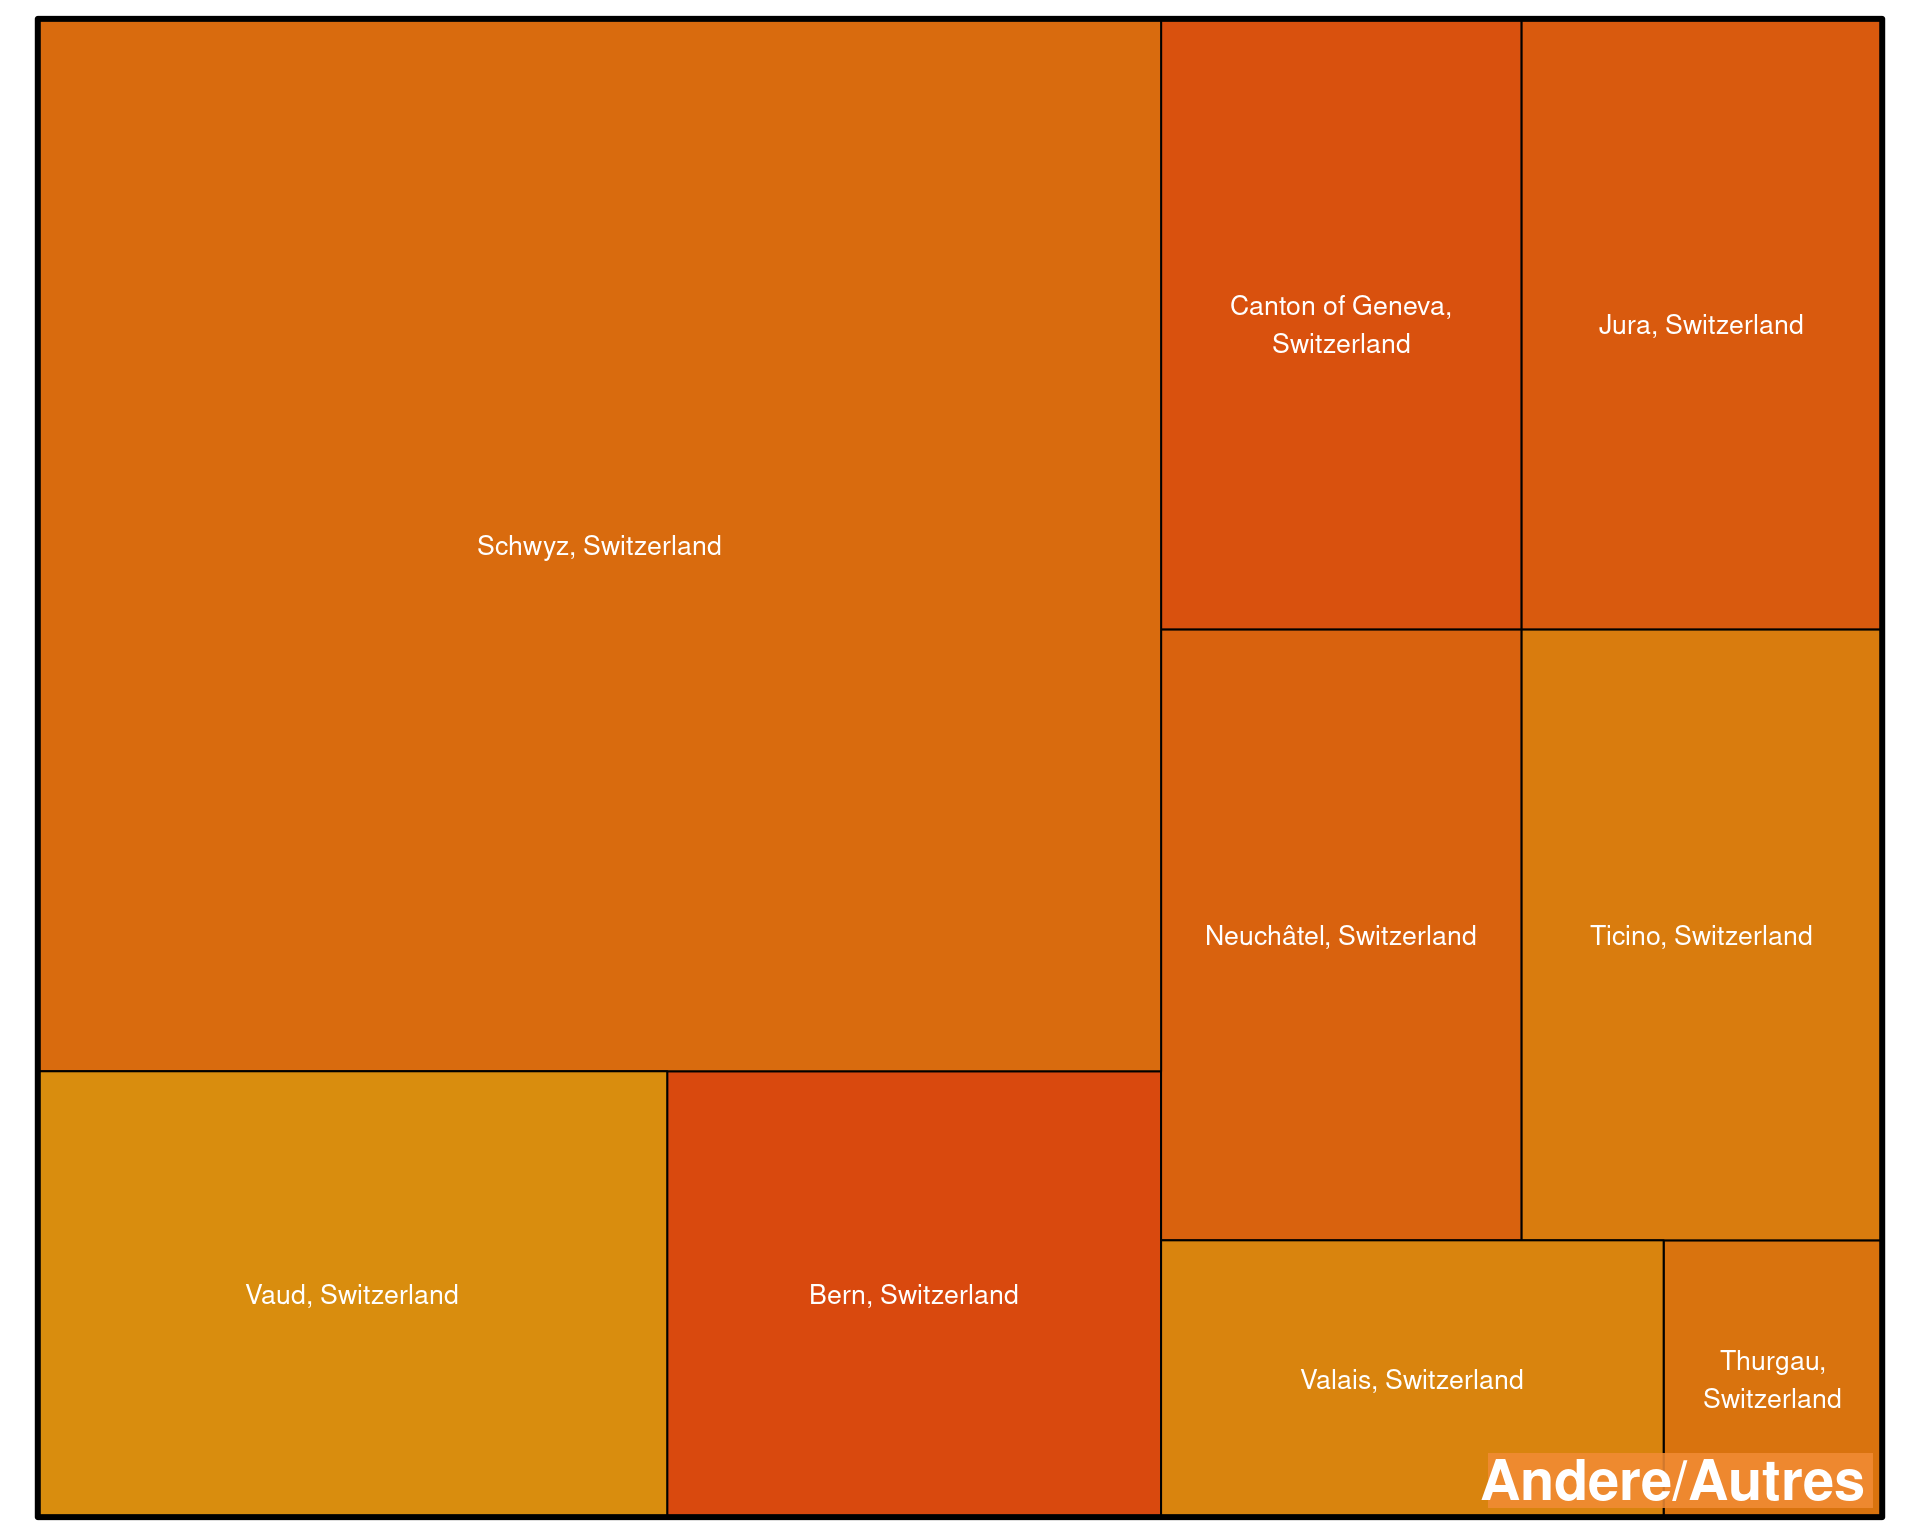 Canton of Geneva,
Switzerland
Jura, Switzerland
Schwyz, Switzerland
Neuchâtel, Switzerland
Ticino, Switzerland
Vaud, Switzerland
Bern, Switzerland
Valais, Switzerland
Thurgau,
Switzerland
Andere/Autres